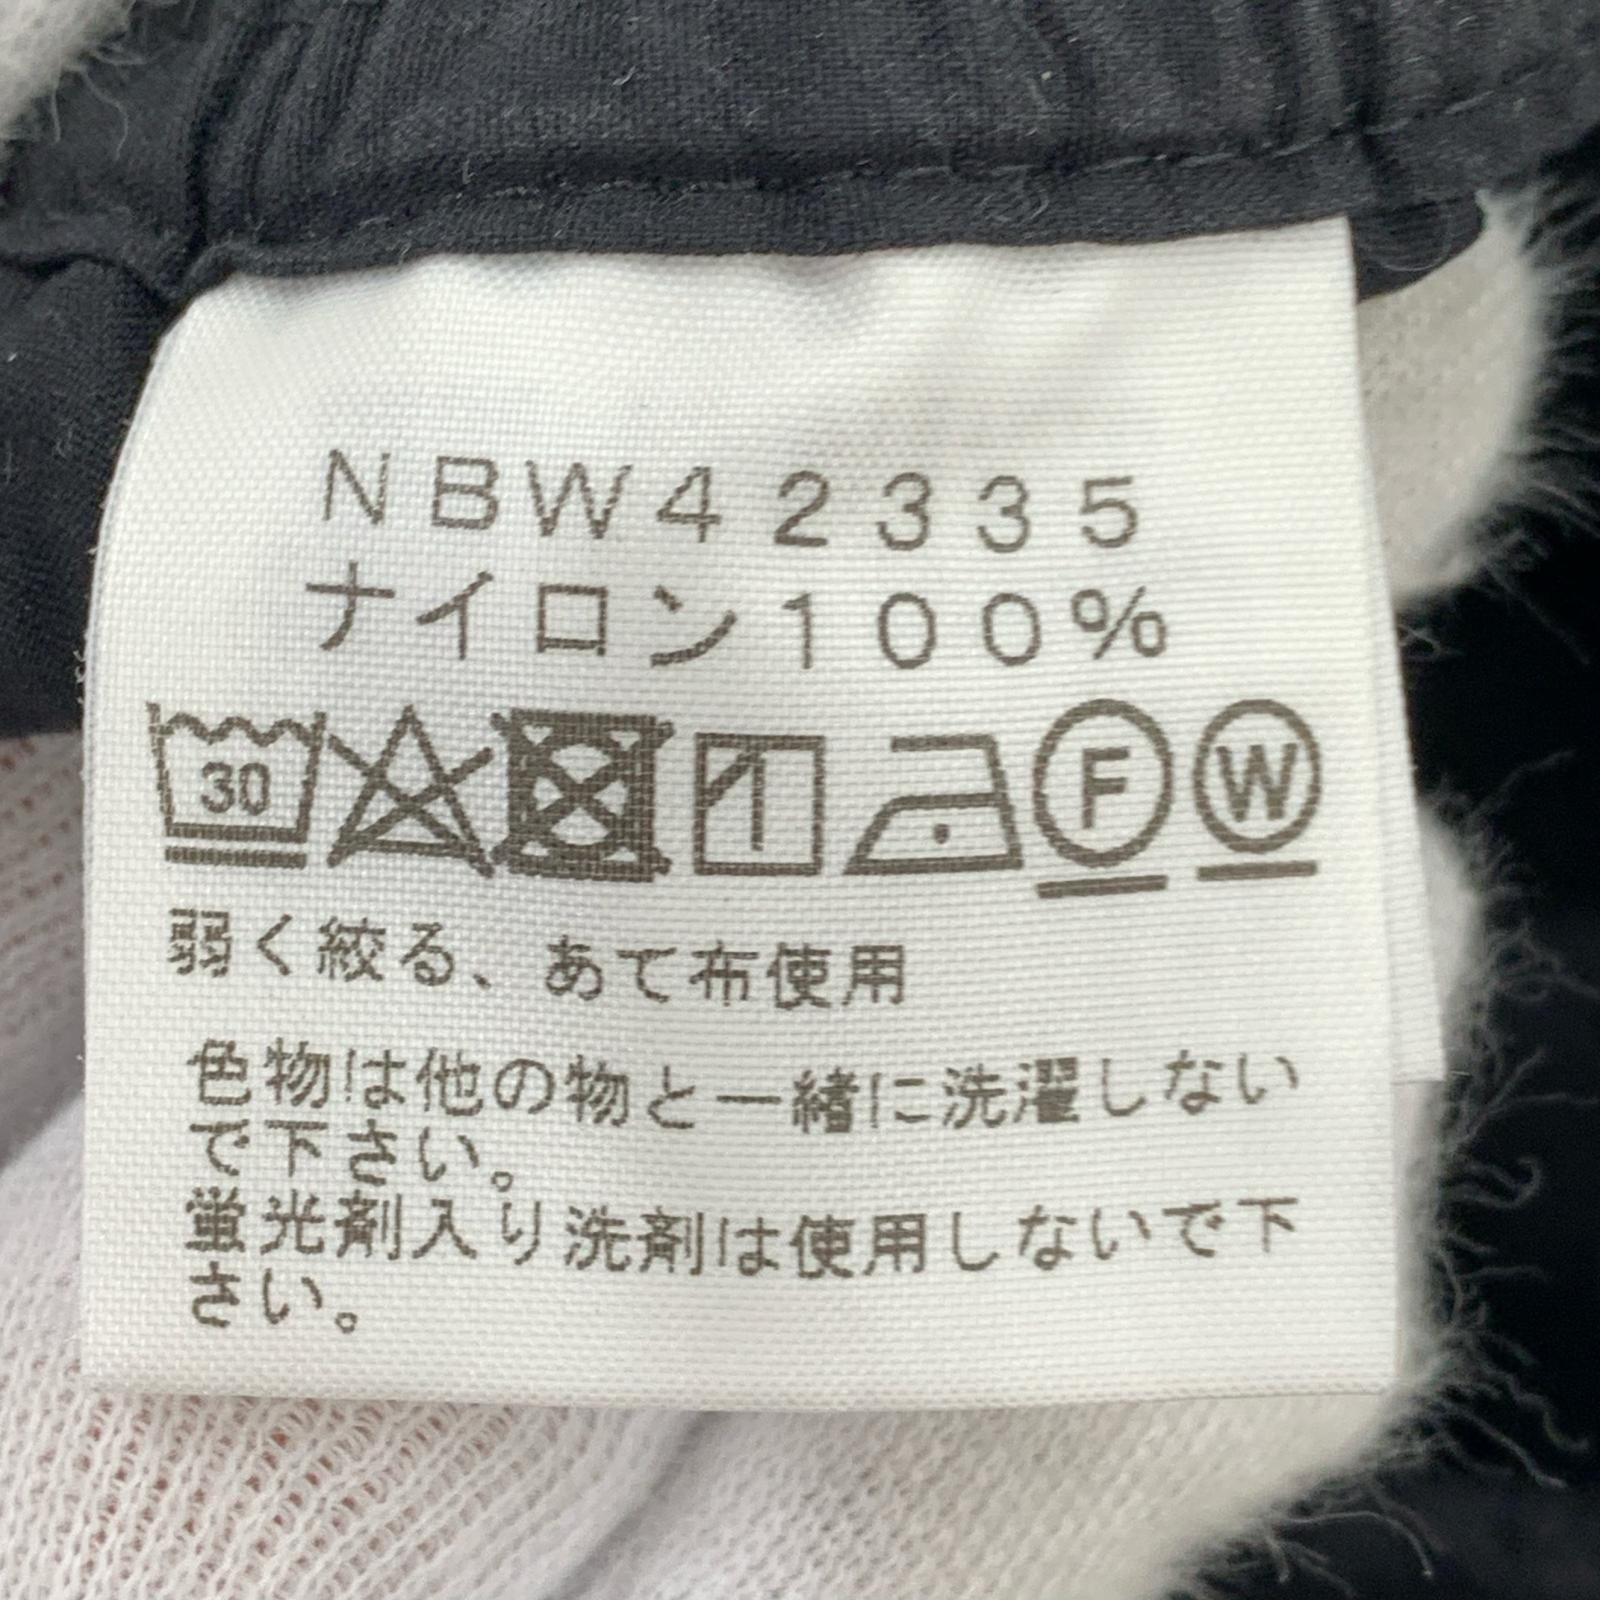 NBW42335
ナイロン100%
30 F W
弱く絞る、あて布使用
色物は他の物と一緒に洗濯しない
で下さい。
蛍光剤入り洗剤は使用しないで下
さい。